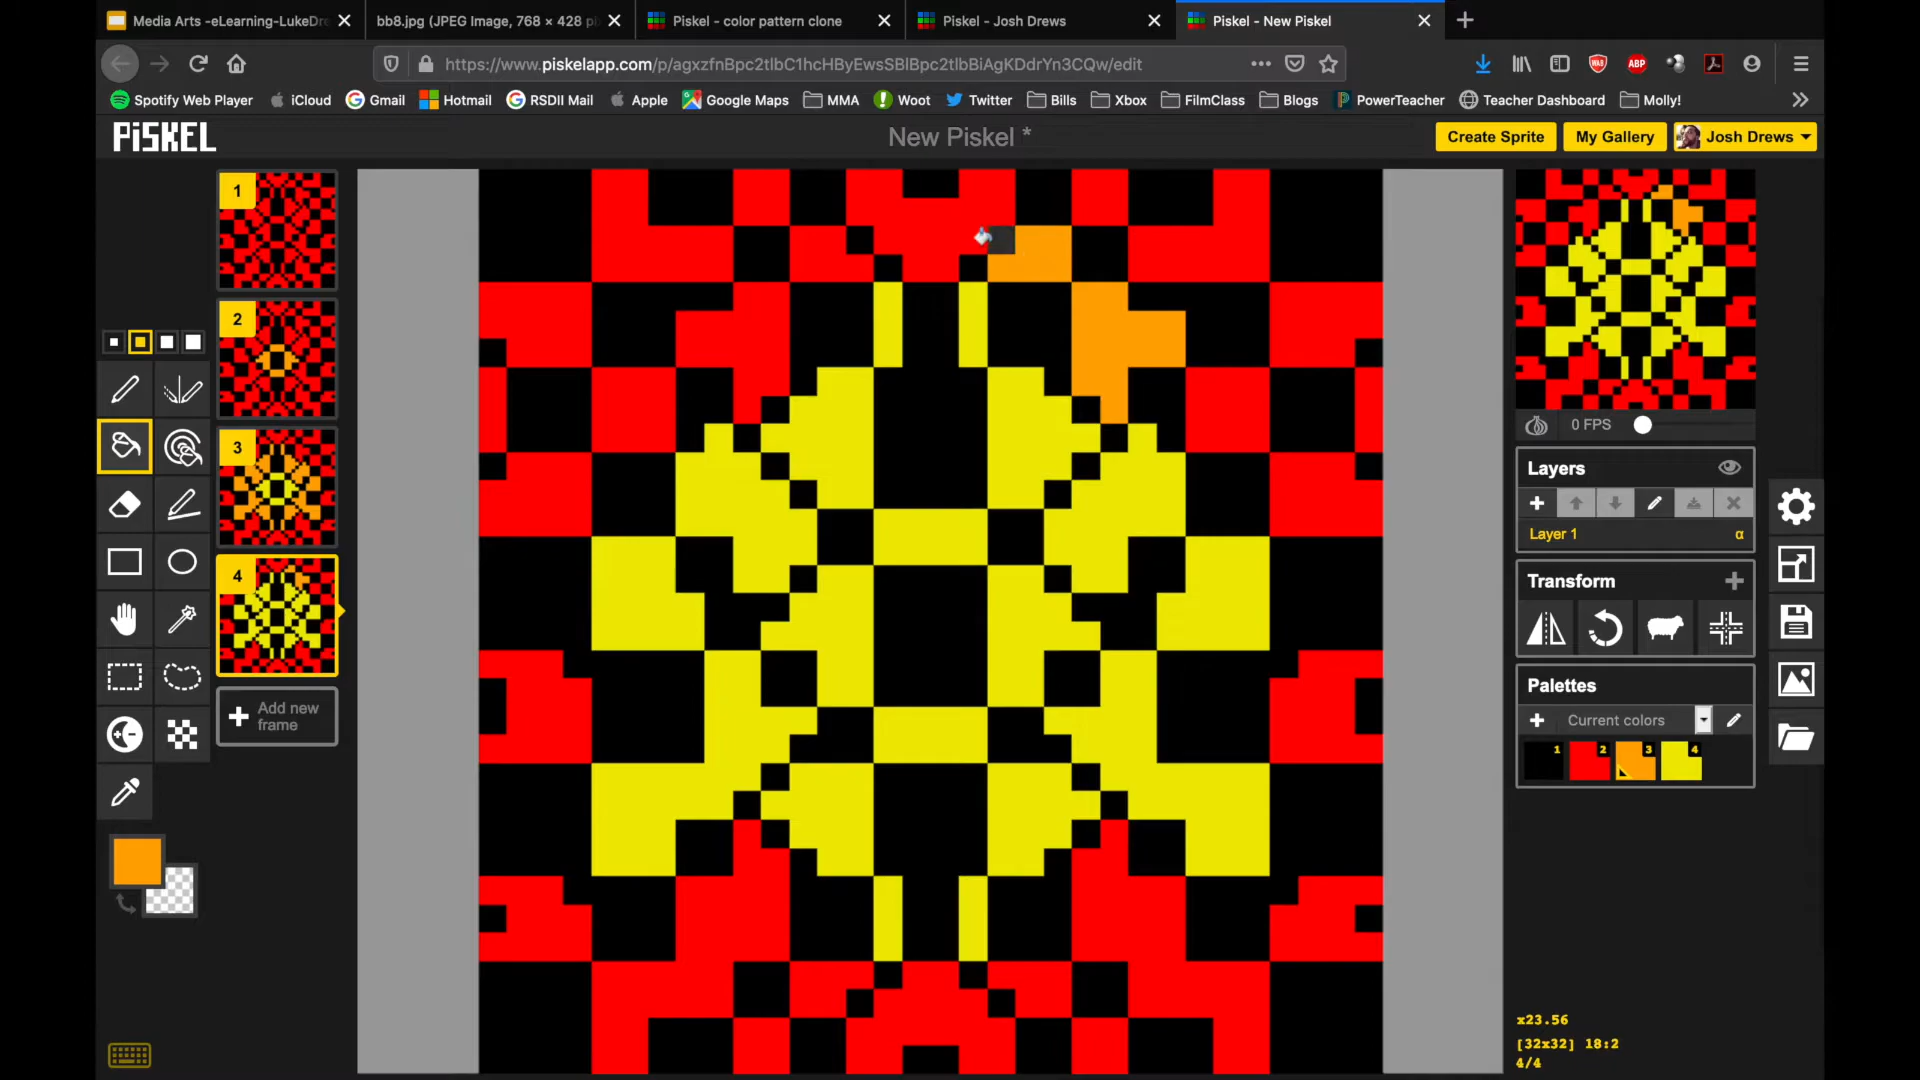 Media Arts -eLearning-LukeDre
bb8.jpg (JPEG Image, 768 × 428 pi
Piskel - color pattern clone
Piskel - Josh Drews
Piskel - New Piskel
https://www.piskelapp.com/p/agxzfnBpc2tlbC1hcHByEwsSBlBpc2tlbBiAgKDdrYn3CQw/edit
Spotify Web Player
iCloud
Gmail
Hotmail
RSDII Mail
Apple
Google Maps
MMA
Woot
Twitter
Bills
Xbox
FilmClass
Blogs
PowerTeacher
Teacher Dashboard
Molly!
PiSKEL
New Piskel *
Create Sprite
My Gallery
Josh Drews
1
2
3
4
Add new
frame
0 FPS
Layers
Layer 1
α
Transform
Palettes
Current colors
1
2
3
4
x23.56
[32x32] 18:2
4/4